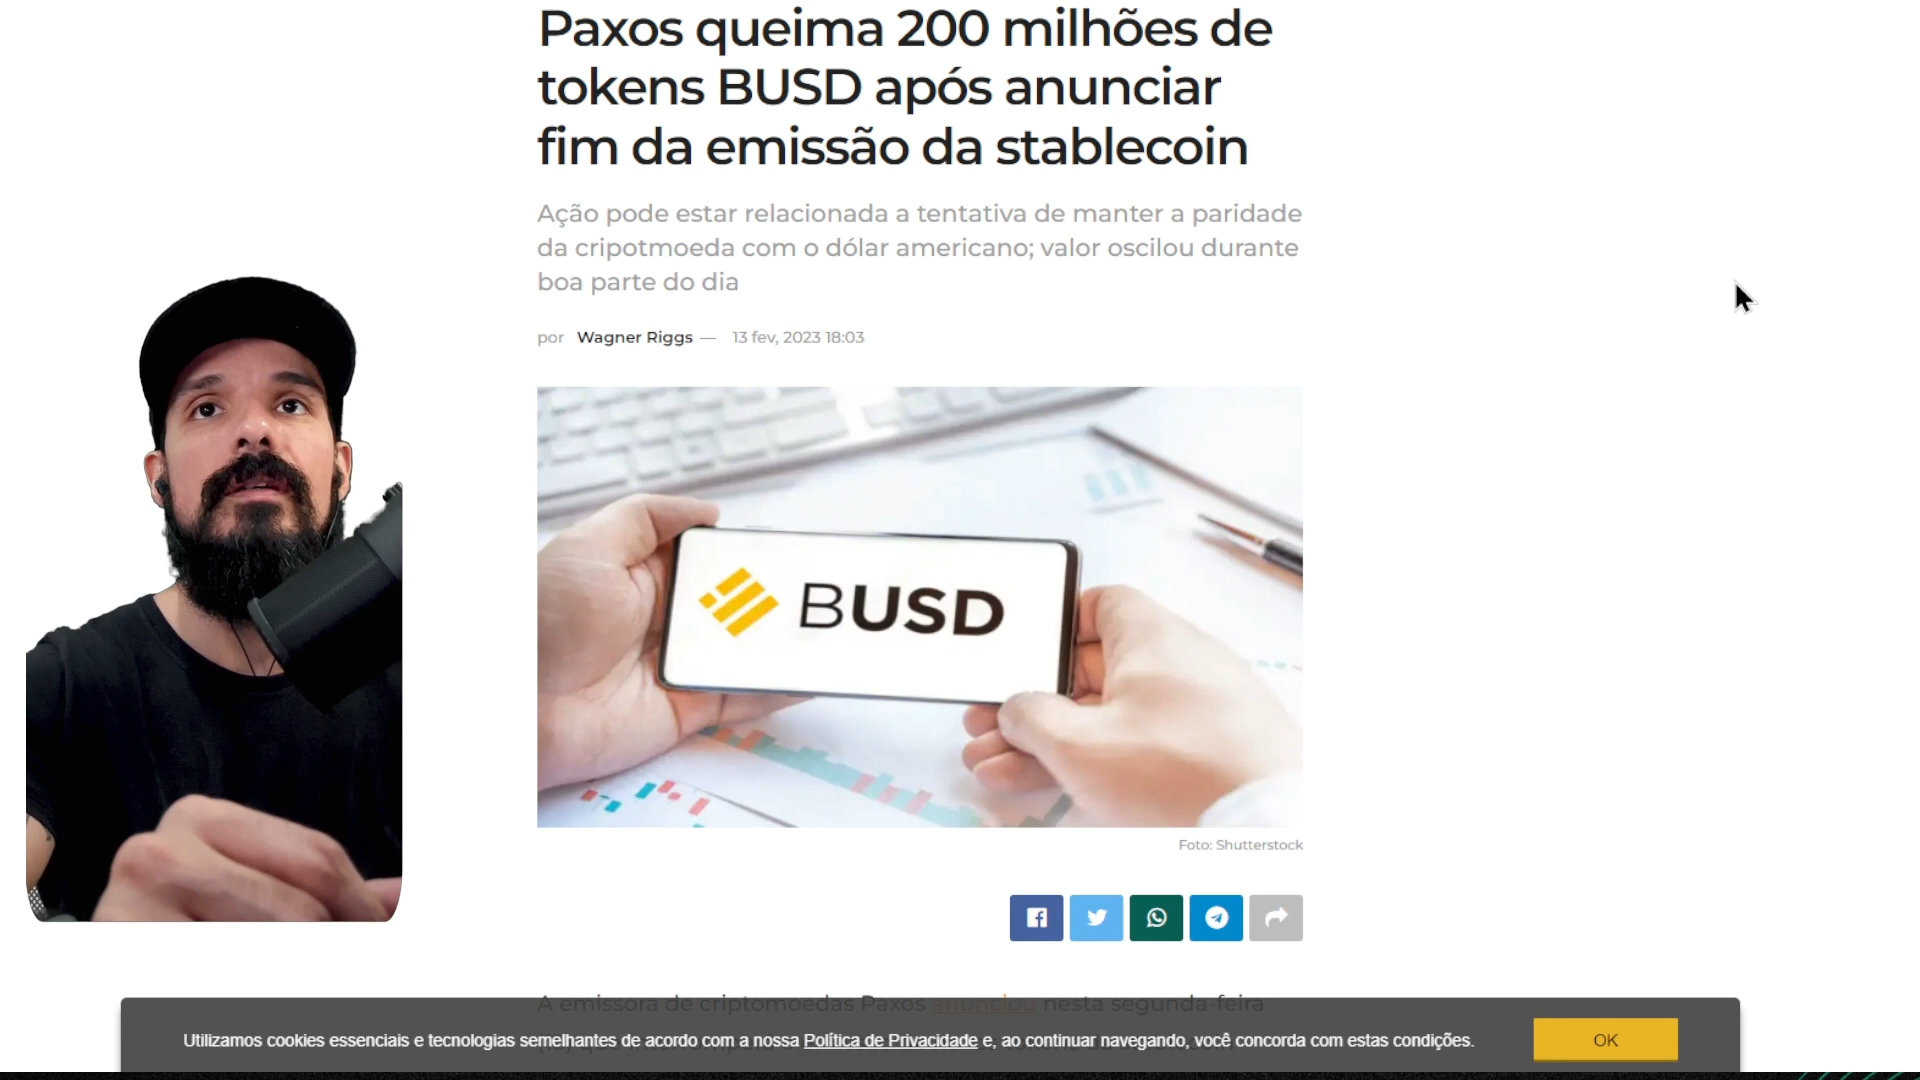 Paxos queima 200 milhões de
tokens BUSD após anunciar
fim da emissão da stablecoin
Ação pode estar relacionada a tentativa de manter a paridade
da cripotmoeda com o dólar americano; valor oscilou durante
boa parte do dia
por Wagner Riggs — 13 fev, 2023 18:03
BUSD
Foto: Shutterstock
A emissora de criptomoedas Paxos anunciou nesta segunda-feira
Utilizamos cookies essenciais e tecnologias semelhantes de acordo com a nossa Política de Privacidade e, ao continuar navegando, você concorda com estas condições.
OK